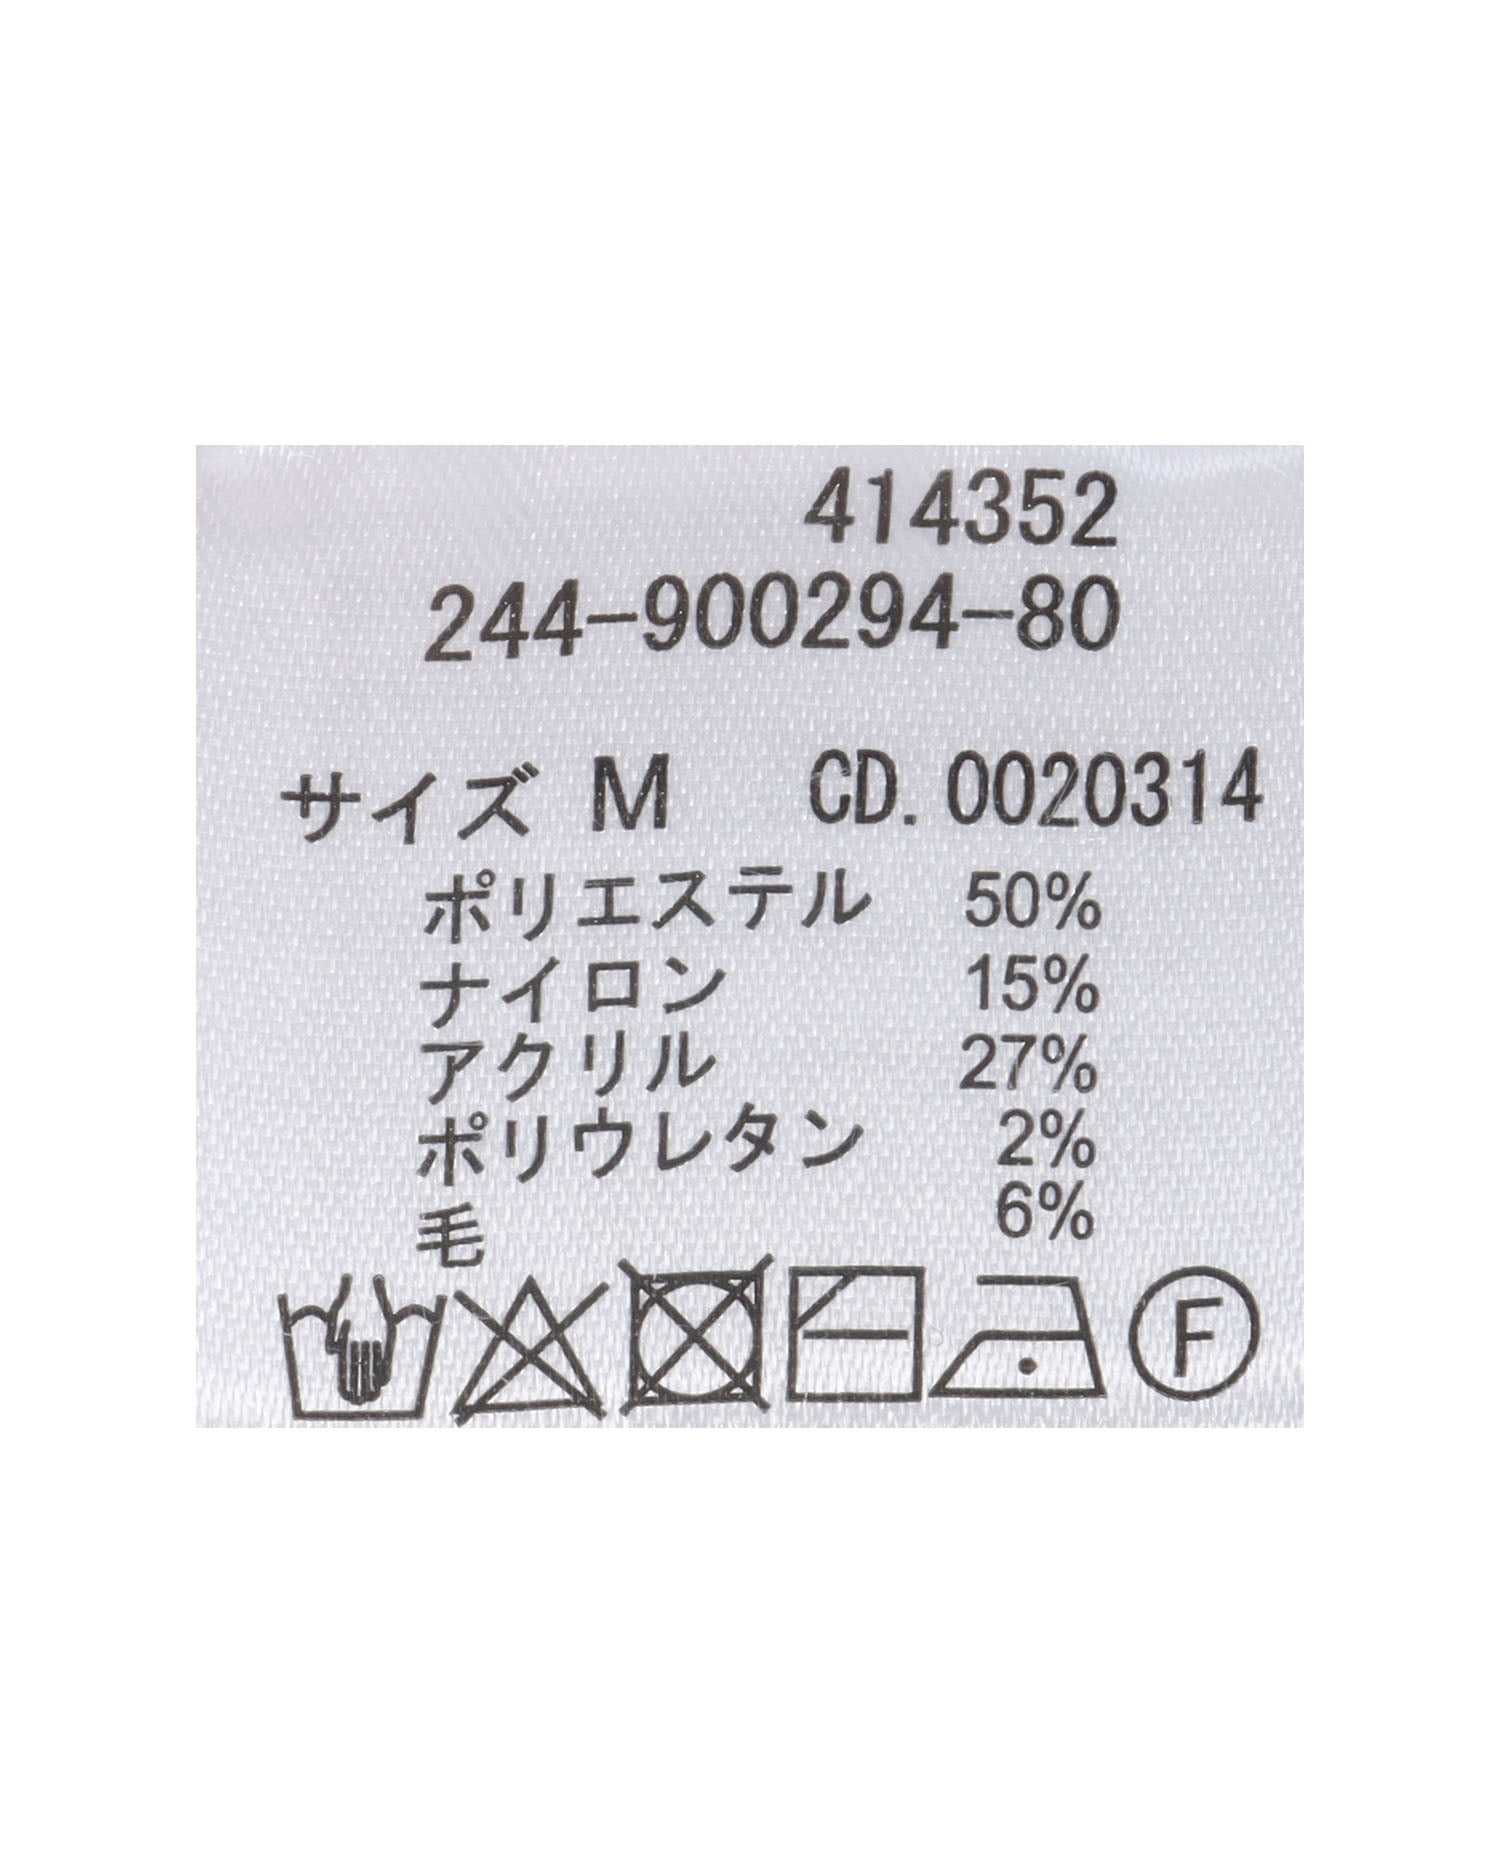 414352
244-900294-80
サイズ M CD. 0020314
ポリエステル 50%
ナイロン 15%
アクリル 27%
ポリウレタン 2%
毛 6%
F